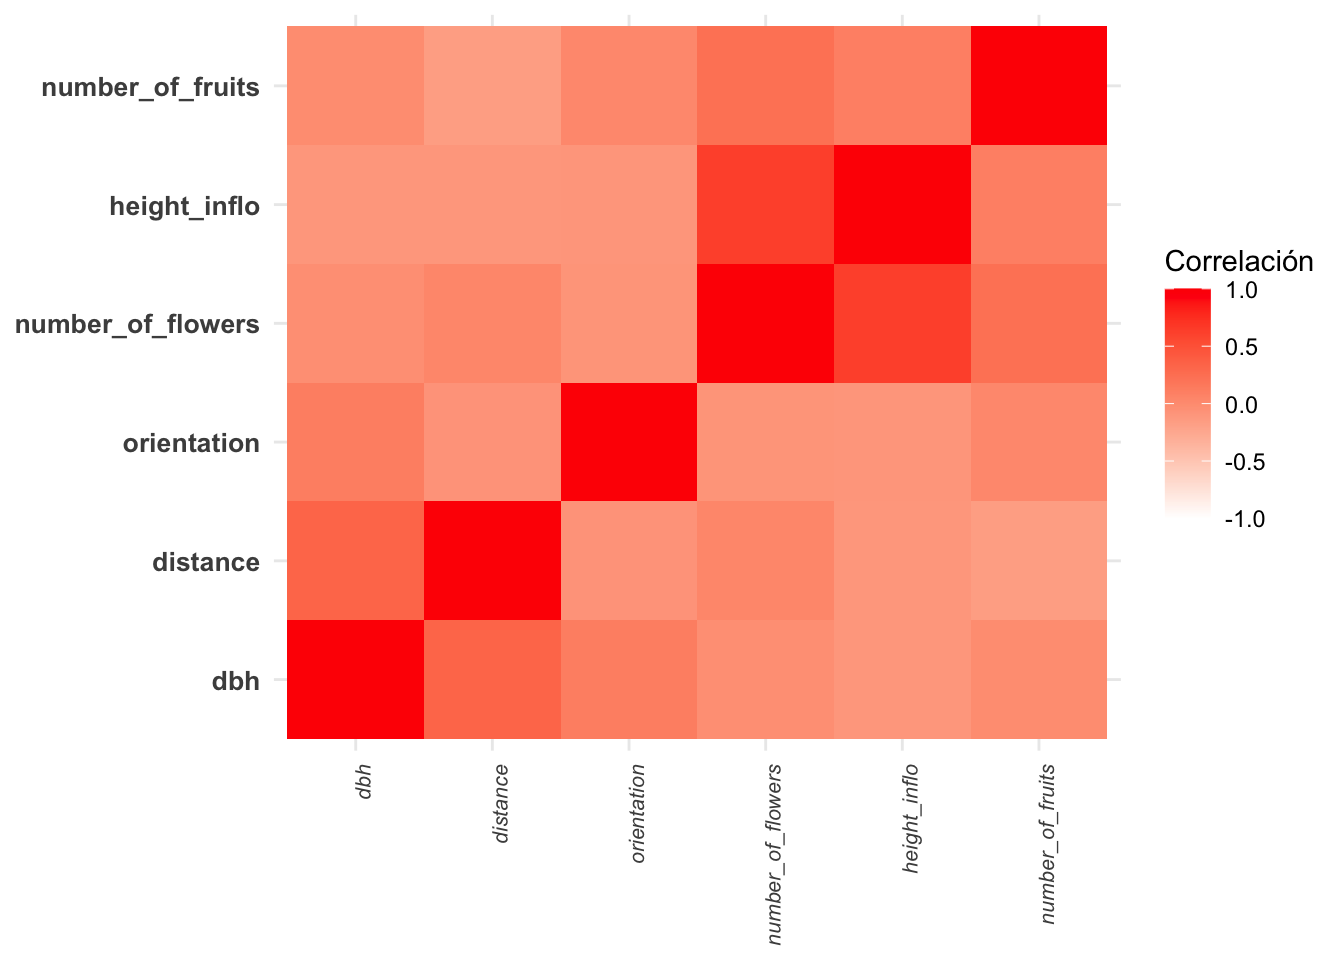 number_of_fruits
height_inflo
number_of_flowers
orientation
distance
dbh
dbh
distance
orientation
number_of_flowers
height_inflo
number_of_fruits
Correlación
1.0
0.5
0.0
-0.5
-1.0